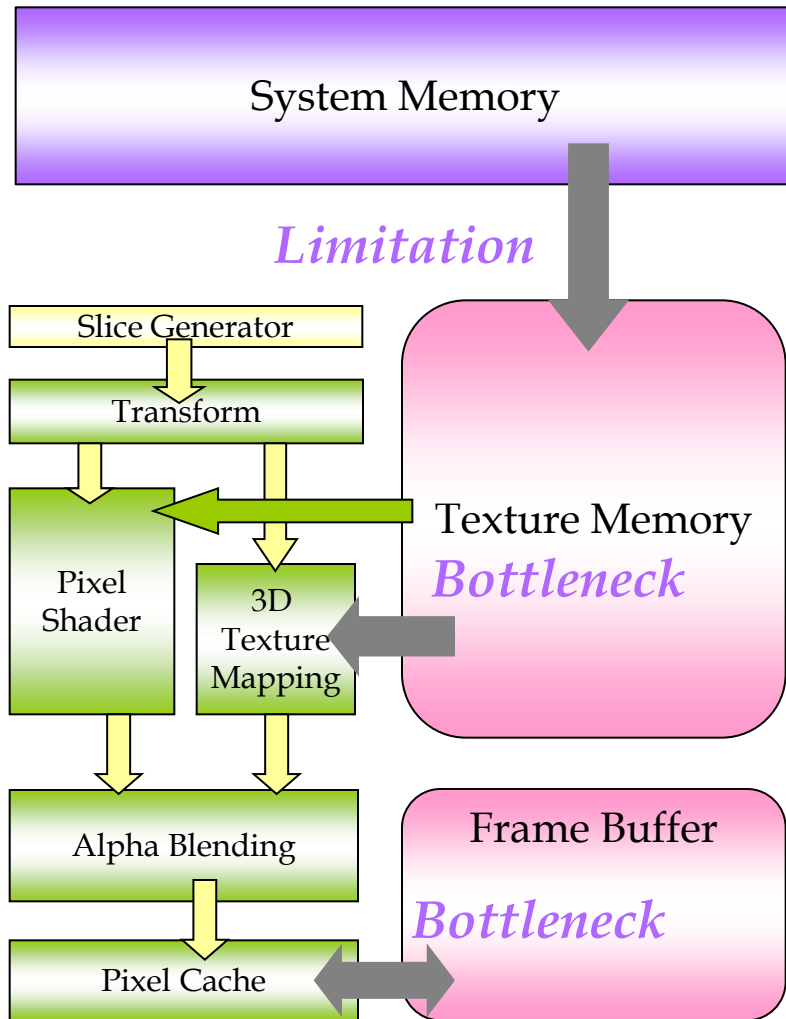 System Memory
Limitation
Slice Generator
Transform
Texture Memory
Bottleneck
Pixel
Shader
3D
Texture
Mapping
Alpha Blending
Frame Buffer
Bottleneck
Pixel Cache